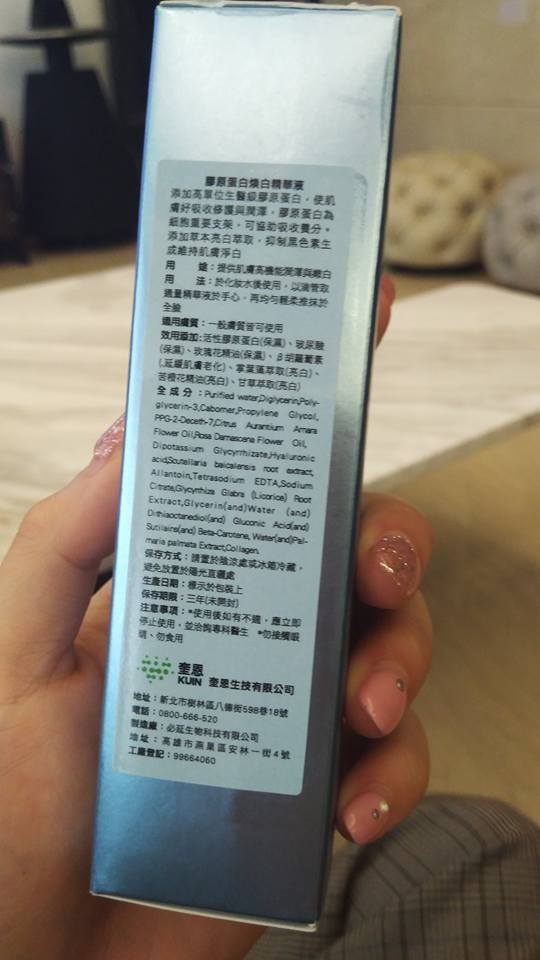 膠原蛋白煥白精華液
添加高單位生醫級膠原蛋白，使肌
膚好吸收修護與潤澤，膠原蛋白為
細胞重要支架，可協助吸收養分。
添加草本亮白萃取，抑制黑色素生
成維持肌膚淨白
用 途：提供肌膚高機能潤澤與嫩白
用 法：於化妝水後使用，以滴管取
適量精華液於手心，再均勻輕柔推抹於
全臉
適用膚質：一般膚質皆可使用
效用添加:活性膠原蛋白(保濕)、玻尿酸
(保濕)、玫瑰花精油(保濕)、β胡蘿蔔素
(.延緩肌膚老化)、掌葉蓮萃取(亮白)、
苦橙花精油(亮白)、甘草萃取(亮白)
全成分:Purified water,Diglycerin,Poly-
glycerin-3,Cabomer,Propylene Glycol,
PPG-2-Deceth-7,Citrus Aurantium Amara
Flower Oil,Rosa Damascena Flower Oil,
Dipotassium Glycyrrhizate,Hyaluronic
acid,Scutellaria baicalensis root extract,
Allantoin,Tetrasodium EDTA,Sodium
Citrate,Glycyrrhiza Glabra (Licorice) Root
Extract,Glycerin(and)Water (and)
Dithiaoctanediol(and) Gluconic Acid(and)
Sutilains(and) Beta-Carotene, Water(and)Pal-
maria palmata Extract,Collagen.
保存方式：請置於陰涼處或冰箱冷藏，
避免放置於陽光直曬處
生產日期：標示於包裝上
保存期限：三年(未開封)
注意事項：*使用後如有不適，應立即
停止使用，並洽詢專科醫生 *勿接觸眼
睛、勿食用
奎恩
KUIN 奎恩生技有限公司
地址：新北市樹林區八德街598巷18號
電話：0800-666-520
製造廠：必延生物科技有限公司
地址：高雄市燕巢區安林一街4號
工廠登記：99664060